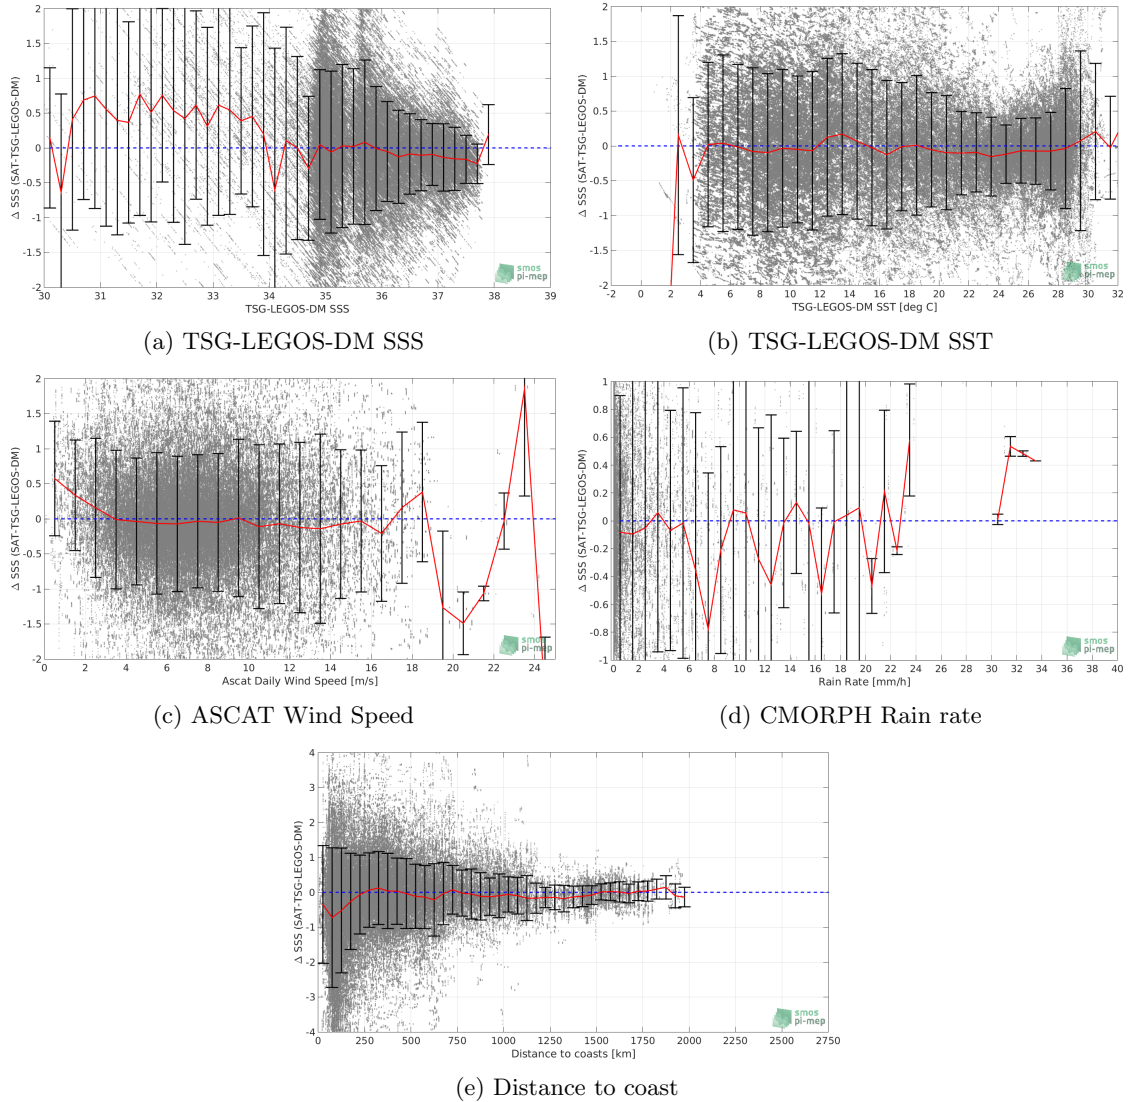 2
1.5
1
0.5
0
-0.5
-1
-1.5
-2
Δ SSS (SAT-TSG-LEGOS-DM)
30 31 32 33 34 35 36 37 38 39
TSG-LEGOS-DM SSS
smos
pi-mep
(a) TSG-LEGOS-DM SSS
2
1.5
1
0.5
0
-0.5
-1
-1.5
-2
Δ SSS (SAT-TSG-LEGOS-DM)
-2 0 2 4 6 8 10 12 14 16 18 20 22 24 26 28 30 32
TSG-LEGOS-DM SST [deg C]
smos
pi-mep
(b) TSG-LEGOS-DM SST
2
1.5
1
0.5
0
-0.5
-1
-1.5
-2
Δ SSS (SAT-TSG-LEGOS-DM)
0 2 4 6 8 10 12 14 16 18 20 22 24
Ascat Daily Wind Speed [m/s]
smos
pi-mep
(c) ASCAT Wind Speed
1
0.8
0.6
0.4
0.2
0
-0.2
-0.4
-0.6
-0.8
-1
Δ SSS (SAT-TSG-LEGOS-DM)
0 2 4 6 8 10 12 14 16 18 20 22 24 26 28 30 32 34 36 38 40
Rain Rate [mm/h]
smos
pi-mep
(d) CMORPH Rain rate
4
3
2
1
0
-1
-2
-3
-4
Δ SSS (SAT-TSG-LEGOS-DM)
0 250 500 750 1000 1250 1500 1750 2000 2250 2500 2750
Distance to coasts [km]
smos
pi-mep
(e) Distance to coast